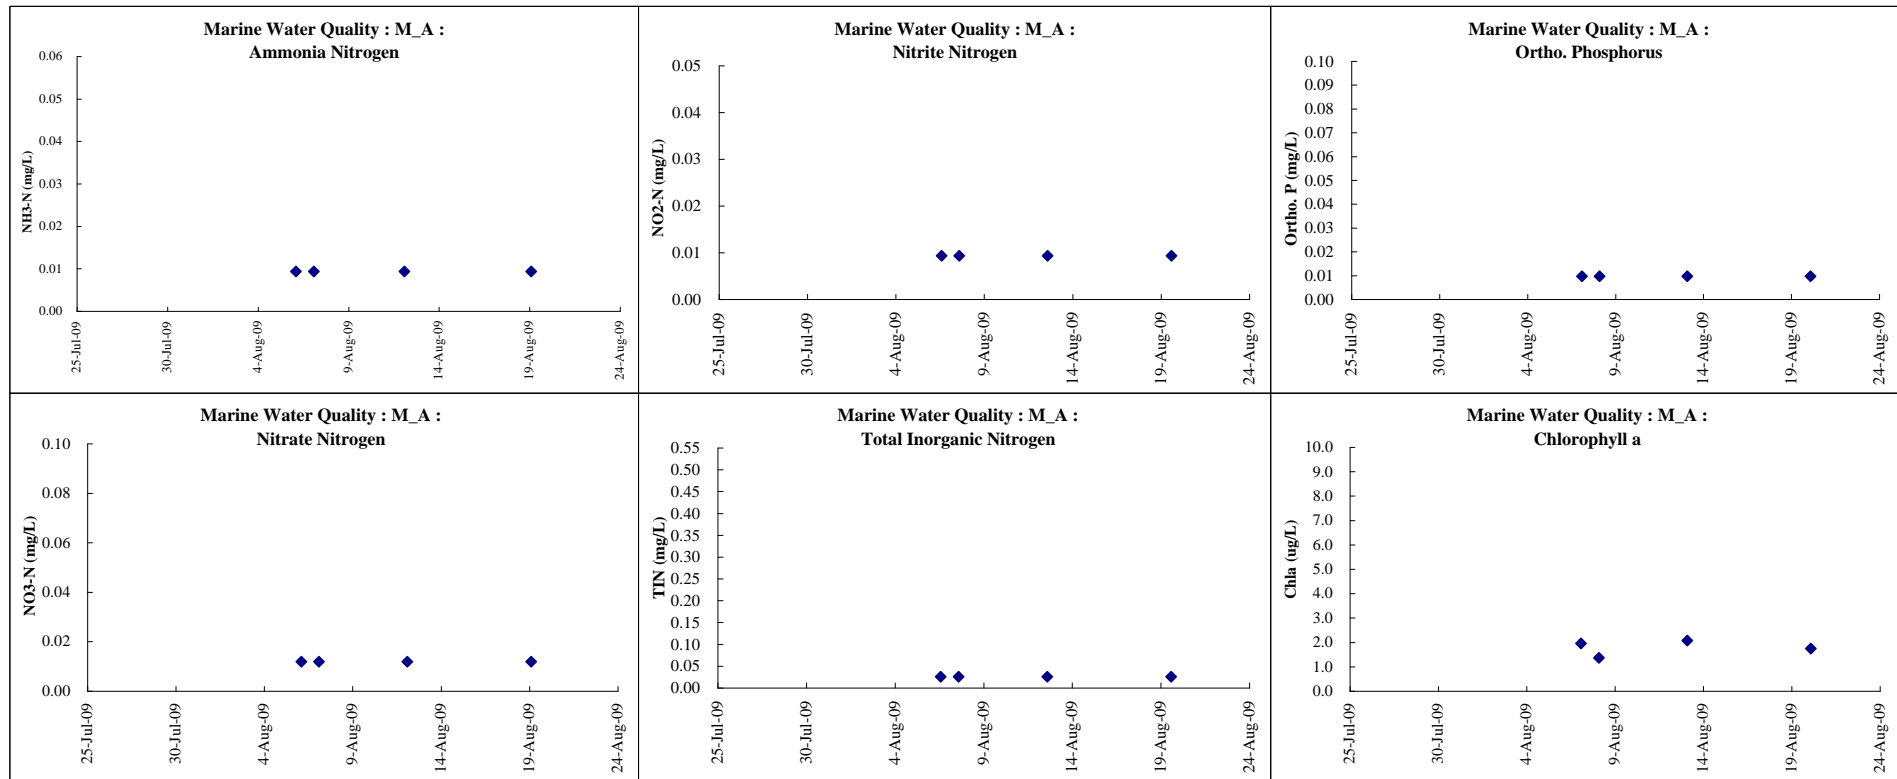 Marine Water Quality : M_A :
Ammonia Nitrogen
0.06
0.05
0.04
0.03
0.02
0.01
0.00
NH3-N (mg/L)
25-Jul-09
30-Jul-09
4-Aug-09
9-Aug-09
14-Aug-09
19-Aug-09
24-Aug-09
Marine Water Quality : M_A :
Nitrite Nitrogen
0.05
0.04
0.03
0.02
0.01
0.00
NO2-N (mg/L)
25-Jul-09
30-Jul-09
4-Aug-09
9-Aug-09
14-Aug-09
19-Aug-09
24-Aug-09
Marine Water Quality : M_A :
Ortho. Phosphorus
0.10
0.09
0.08
0.07
0.06
0.05
0.04
0.03
0.02
0.01
0.00
Ortho. P (mg/L)
25-Jul-09
30-Jul-09
4-Aug-09
9-Aug-09
14-Aug-09
19-Aug-09
24-Aug-09
Marine Water Quality : M_A :
Nitrate Nitrogen
0.10
0.08
0.06
0.04
0.02
0.00
NO3-N (mg/L)
25-Jul-09
30-Jul-09
4-Aug-09
9-Aug-09
14-Aug-09
19-Aug-09
24-Aug-09
Marine Water Quality : M_A :
Total Inorganic Nitrogen
0.55
0.50
0.45
0.40
0.35
0.30
0.25
0.20
0.15
0.10
0.05
0.00
TIN (mg/L)
25-Jul-09
30-Jul-09
4-Aug-09
9-Aug-09
14-Aug-09
19-Aug-09
24-Aug-09
Marine Water Quality : M_A :
Chlorophyll a
10.0
9.0
8.0
7.0
6.0
5.0
4.0
3.0
2.0
1.0
0.0
Chla (ug/L)
25-Jul-09
30-Jul-09
4-Aug-09
9-Aug-09
14-Aug-09
19-Aug-09
24-Aug-09